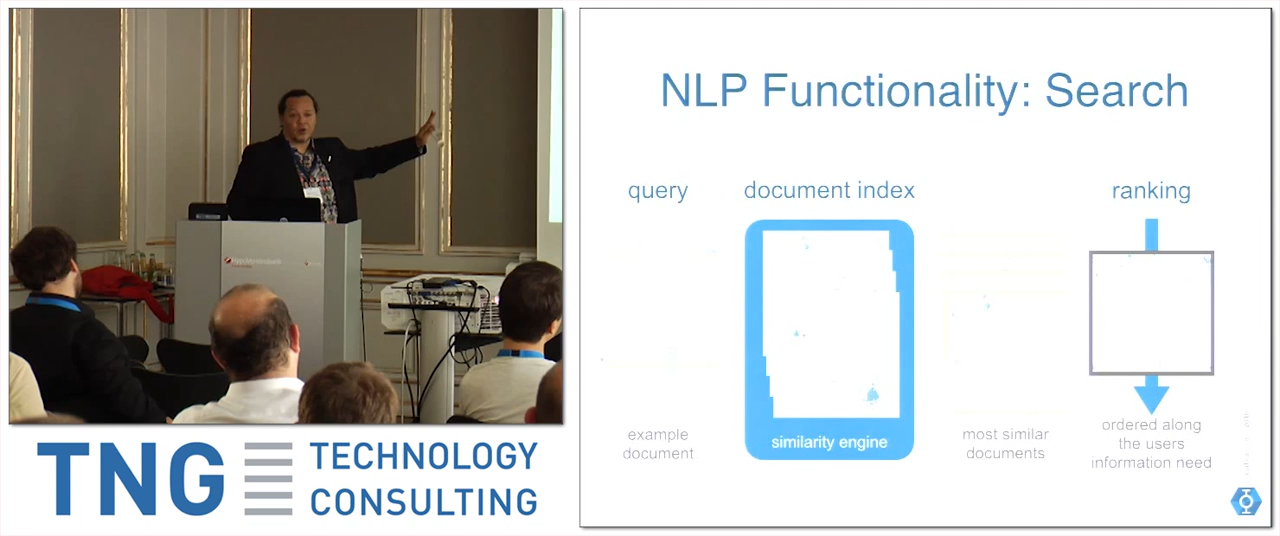 NLP Functionality: Search
query
document index
ranking
similarity engine
example
document
most similar
documents
ordered along
the users
information need
TNG
TECHNOLOGY
CONSULTING